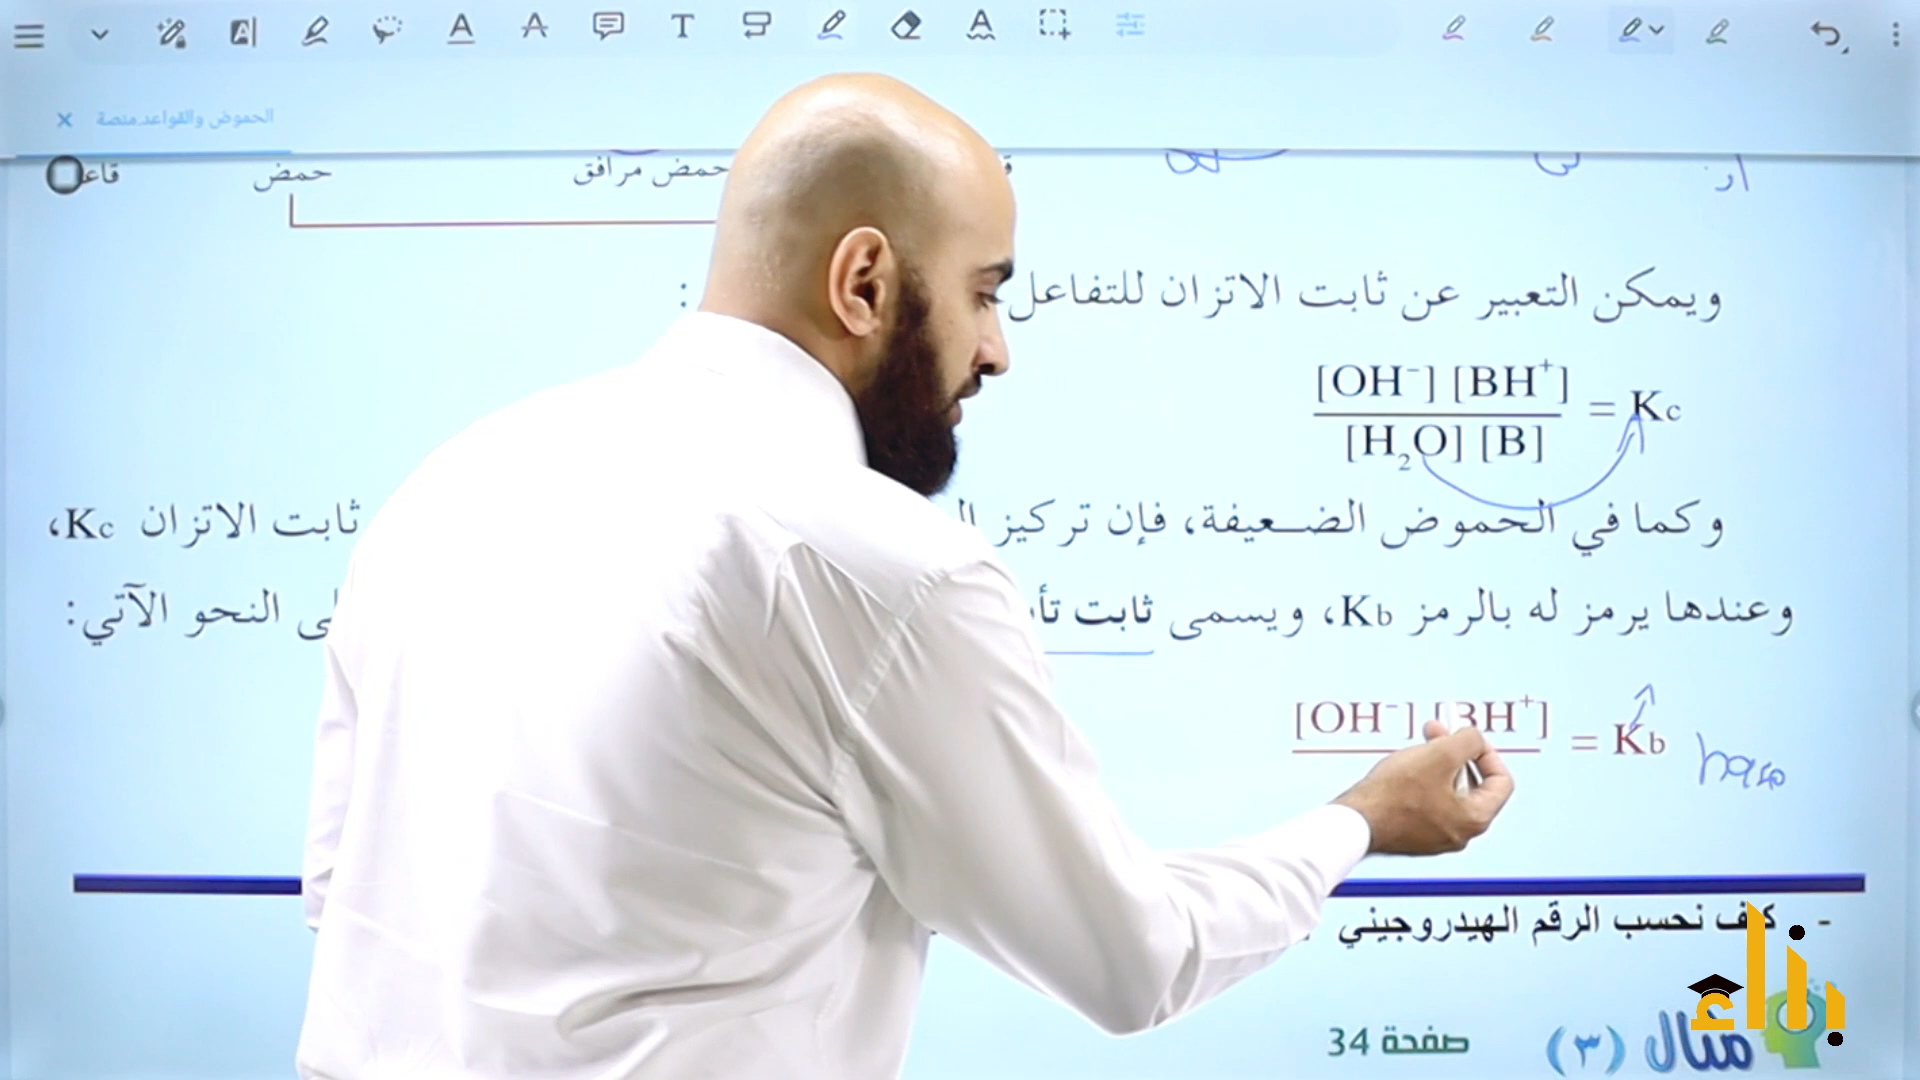 الحموض والقواعد.منصة
حمض مرافق حمض
ويمكن التعبير عن ثابت الاتزان للتفاعل :
[OH⁻] [BH⁺] = Kc
[H₂O] [B]
وكما في الحموض الضعيفة، فإن تركيز ثابت الاتزان Kc،
وعندها يرمز له بالرمز Kb، ويسمى ثابت النحو الآتي:
[OH⁻] [BH⁺] = Kb
base
- كيف نحسب الرقم الهيدروجيني
بناء
مثال (٣) صفحة 34